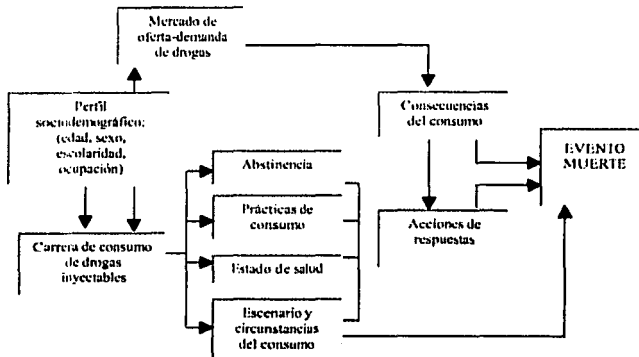 Mercado de
oferta-demanda
de drogas
Perfil
sociodemográfico:
(edad, sexo,
escolaridad,
ocupación)
Consecuencias
del consumo
EVENTO
MUERTE
Abstinencia
Prácticas de
consumo
Acciones de
respuestas
Carrera de consumo
de drogas
inyectables
Estado de salud
Escenario y
circunstancias
del consumo